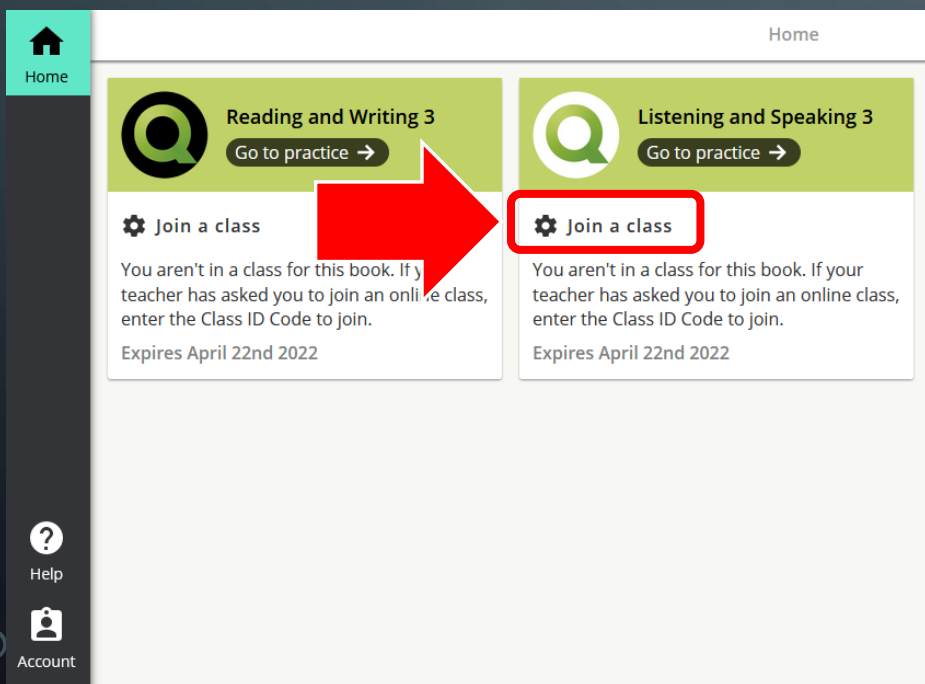 Home
Home
Reading and Writing 3
Go to practice
Join a class
You aren't in a class for this book. If
teacher has asked you to join an online class,
enter the Class ID Code to join.
Expires April 22nd 2022
Listening and Speaking 3
Go to practice
Join a class
You aren't in a class for this book. If your
teacher has asked you to join an online class,
enter the Class ID Code to join.
Expires April 22nd 2022
Help
Account